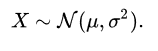 X ∼ 𝒩(μ, σ²).